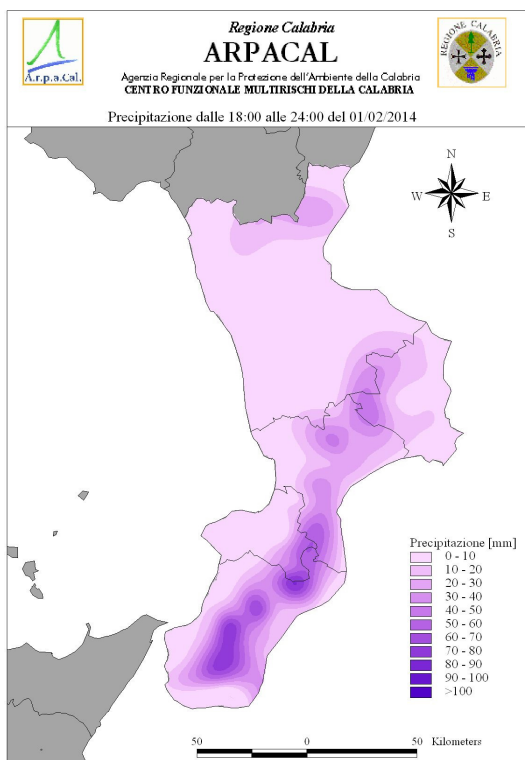 Regione Calabria
ARPACAL
Agenzia Regionale per la Protezione dell'Ambiente della Calabria
CENTRO FUNZIONALE MULTIRISCHI DELLA CALABRIA
A.r.p.a.Cal.
REGIONE CALABRIA
Precipitazione dalle 18:00 alle 24:00 del 01/02/2014
N
W E
S
Precipitazione [mm]
0 - 10
10 - 20
20 - 30
30 - 40
40 - 50
50 - 60
60 - 70
70 - 80
80 - 90
90 - 100
>100
50 0 50 Kilometers